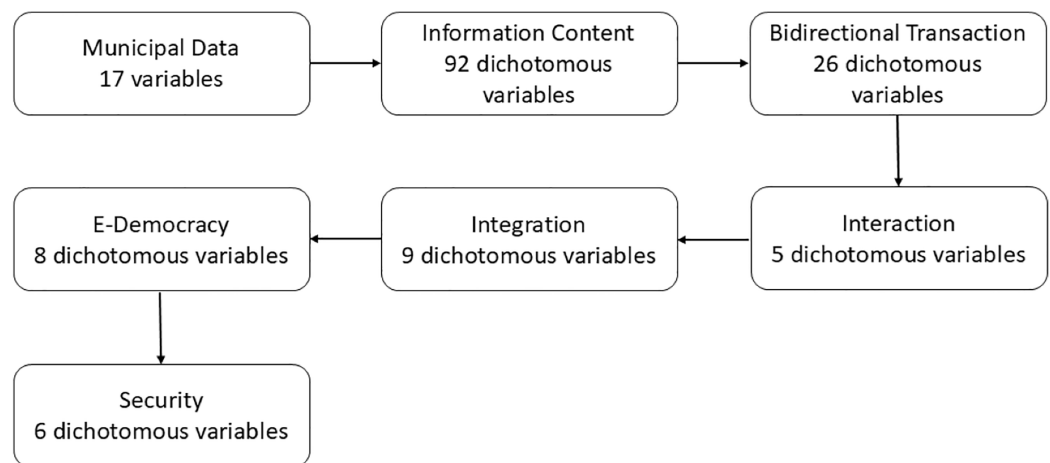 Municipal Data
17 variables
Information Content
92 dichotomous
variables
Bidirectional Transaction
26 dichotomous
variables
Interaction
5 dichotomous variables
Integration
9 dichotomous variables
E-Democracy
8 dichotomous variables
Security
6 dichotomous variables